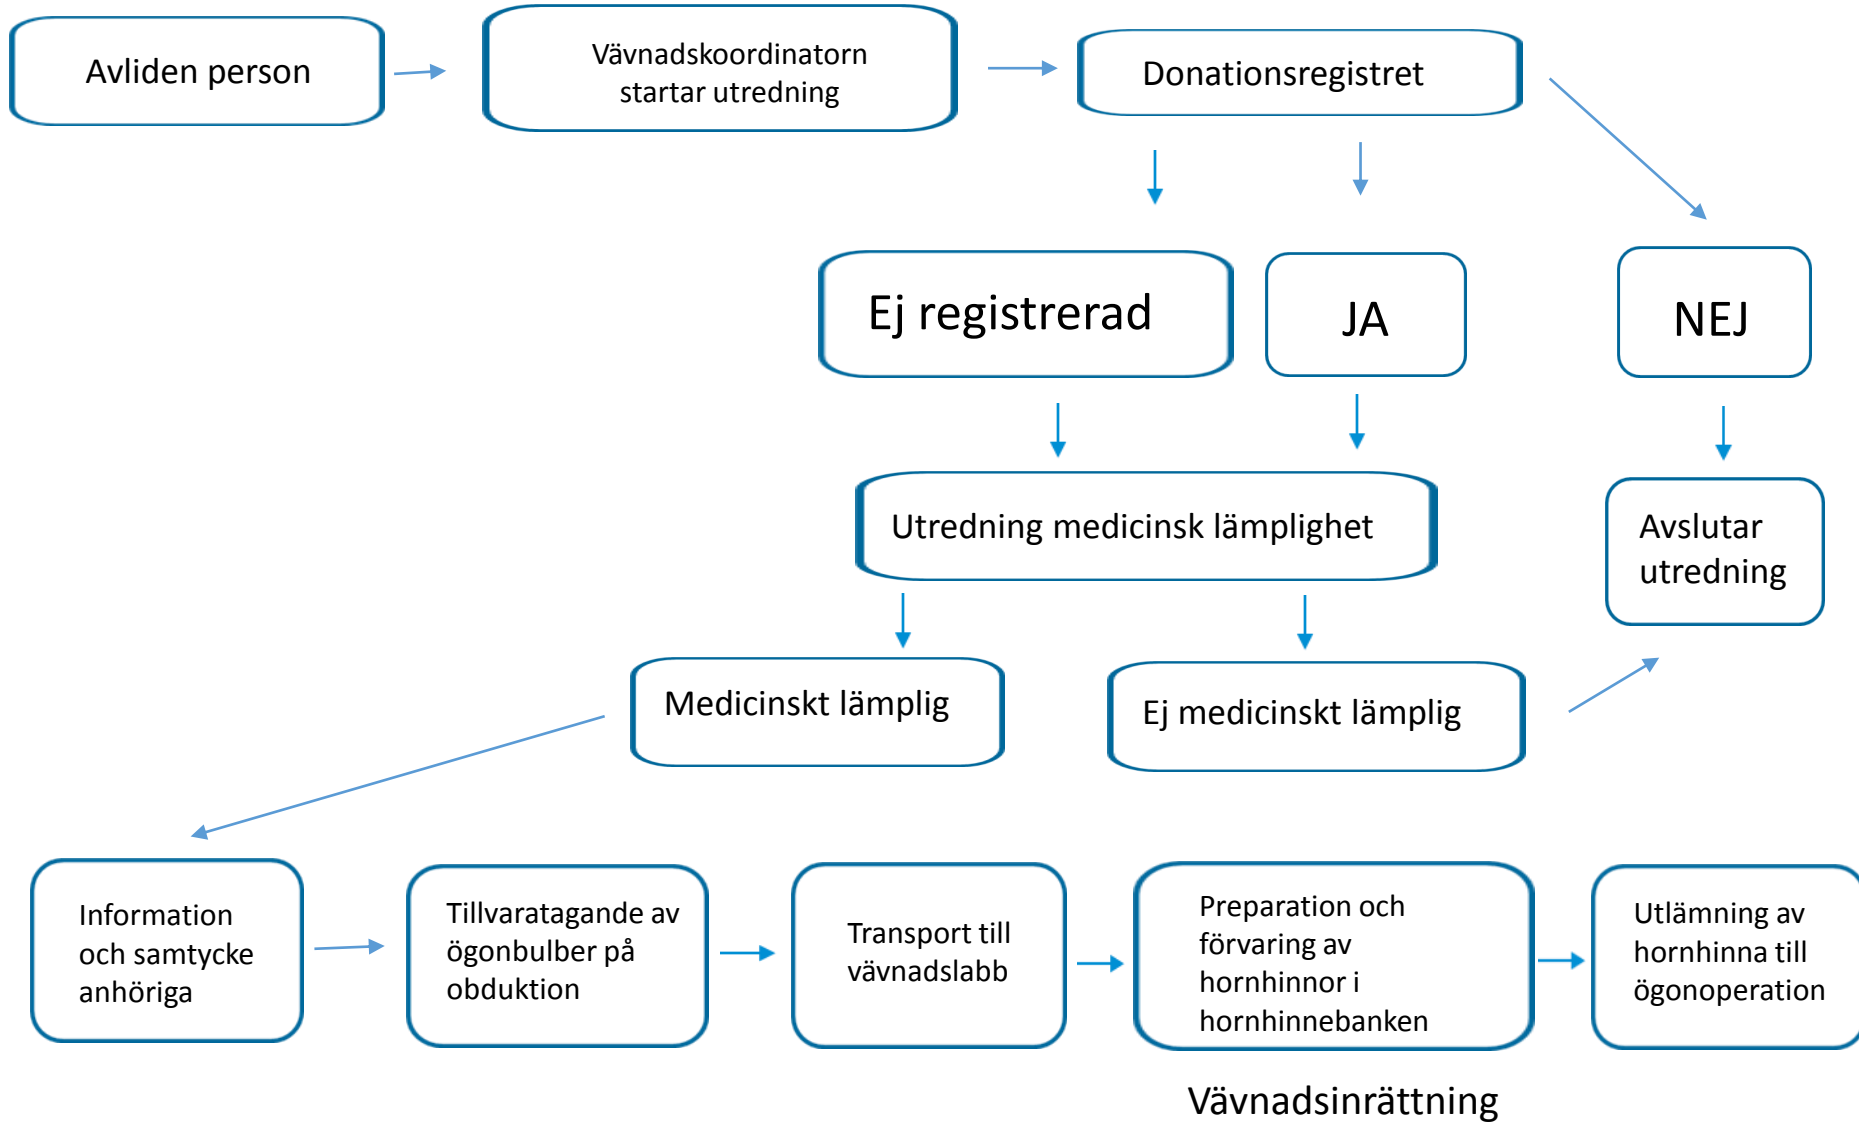 Avliden person
Vävnadskoordinatorn
startar utredning
Donationsregistret
Ej registrerad
JA
NEJ
Utredning medicinsk lämplighet
Avslutar
utredning
Medicinskt lämplig
Ej medicinskt lämplig
Information
och samtycke
anhöriga
Tillvaratagande av
ögonbulber på
obduktion
Transport till
vävnadslabb
Preparation och
förvaring av
hornhinnor i
hornhinnebanken
Utlämning av
hornhinna till
ögonoperation
Vävnadsinrättning